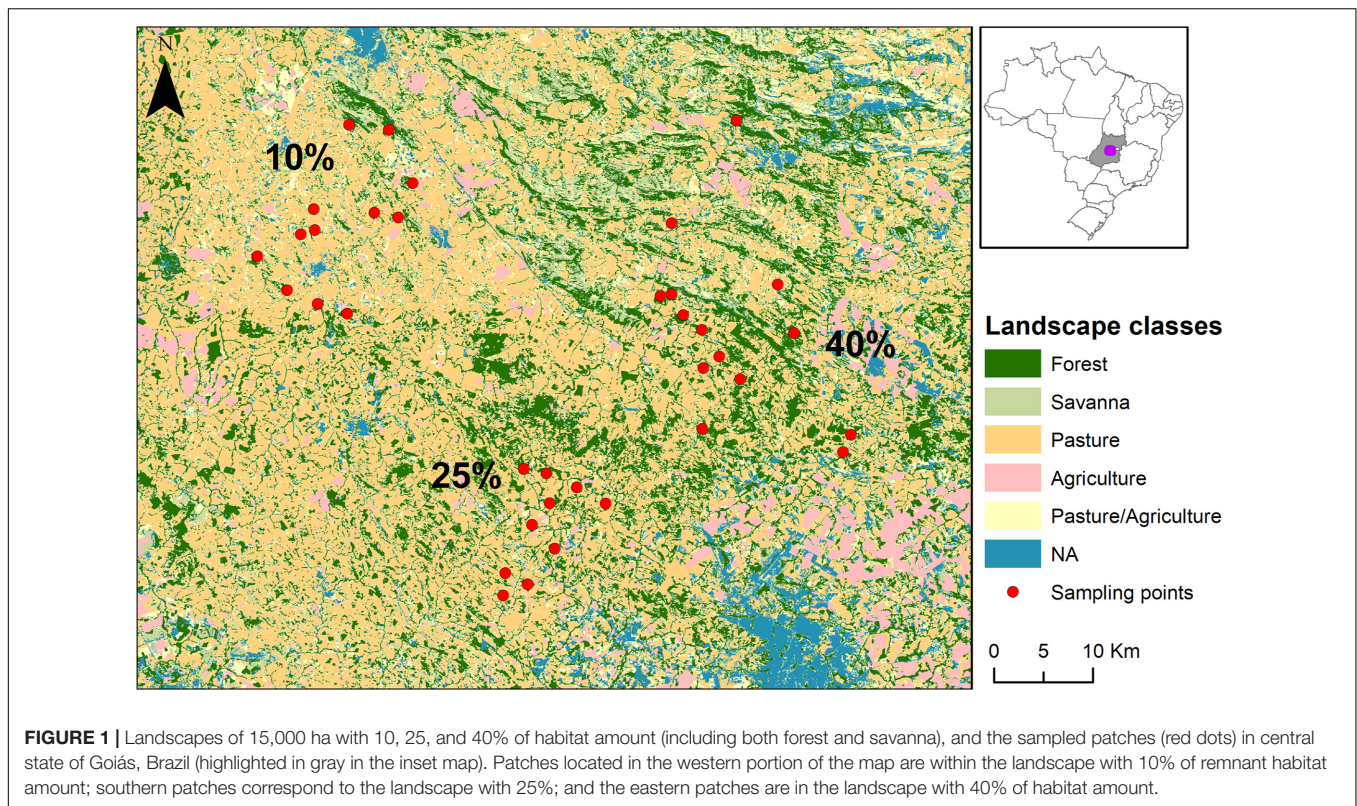 N
10%
40%
25%
Landscape classes
Forest
Savanna
Pasture
Agriculture
Pasture/Agriculture
NA
Sampling points
0 5 10 Km
FIGURE 1 | Landscapes of 15,000 ha with 10, 25, and 40% of habitat amount (including both forest and savanna), and the sampled patches (red dots) in central
state of Goiás, Brazil (highlighted in gray in the inset map). Patches located in the western portion of the map are within the landscape with 10% of remnant habitat
amount; southern patches correspond to the landscape with 25%; and the eastern patches are in the landscape with 40% of habitat amount.